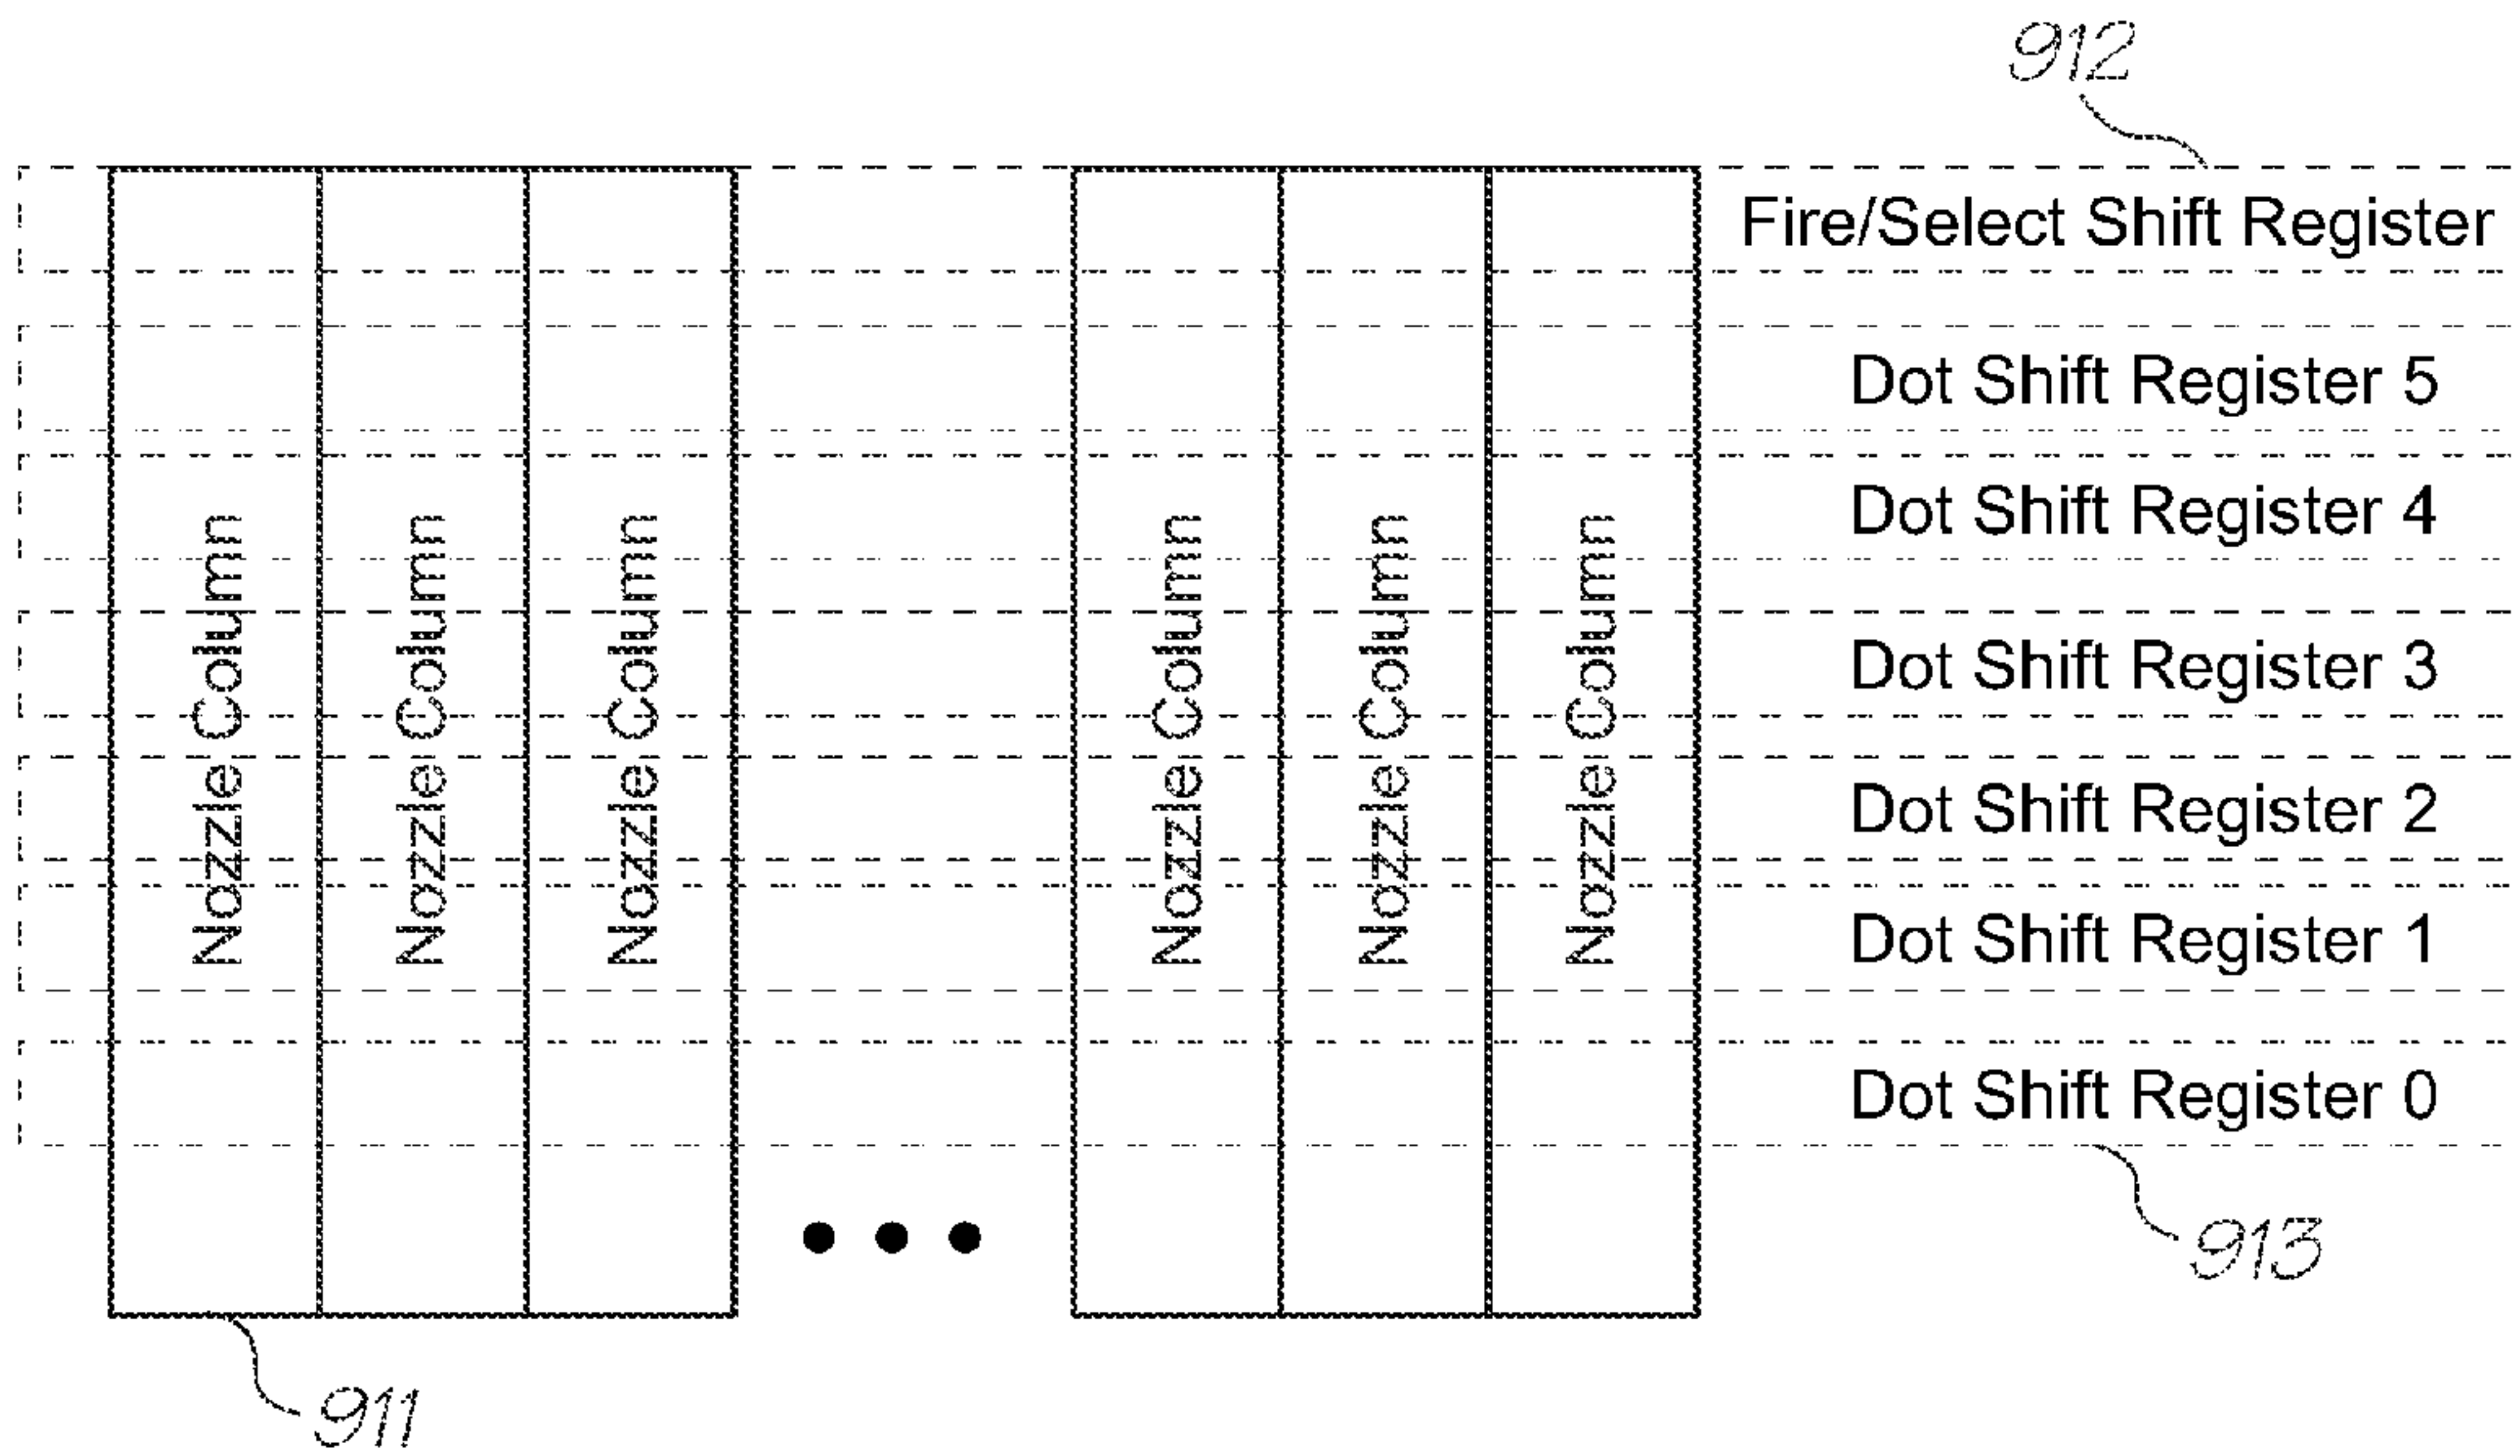 912
Fire/Select Shift Register
Dot Shift Register 5
Dot Shift Register 4
Dot Shift Register 3
Dot Shift Register 2
Dot Shift Register 1
Dot Shift Register 0
Nozzle Column
Nozzle Column
Nozzle Column
Nozzle Column
Nozzle Column
Nozzle Column
913
911